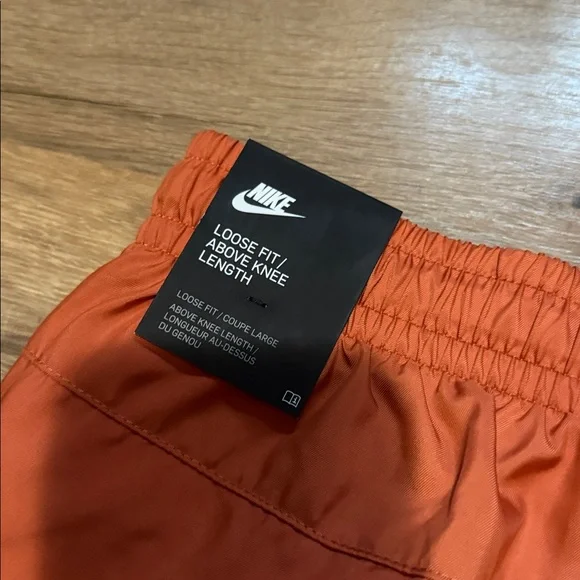 NIKE
LOOSE FIT/
ABOVE KNEE
LENGTH
LOOSE FIT / COUPE LARGE
ABOVE KNEE LENGTH /
LONGUEUR AU-DESSUS
DU GENOU